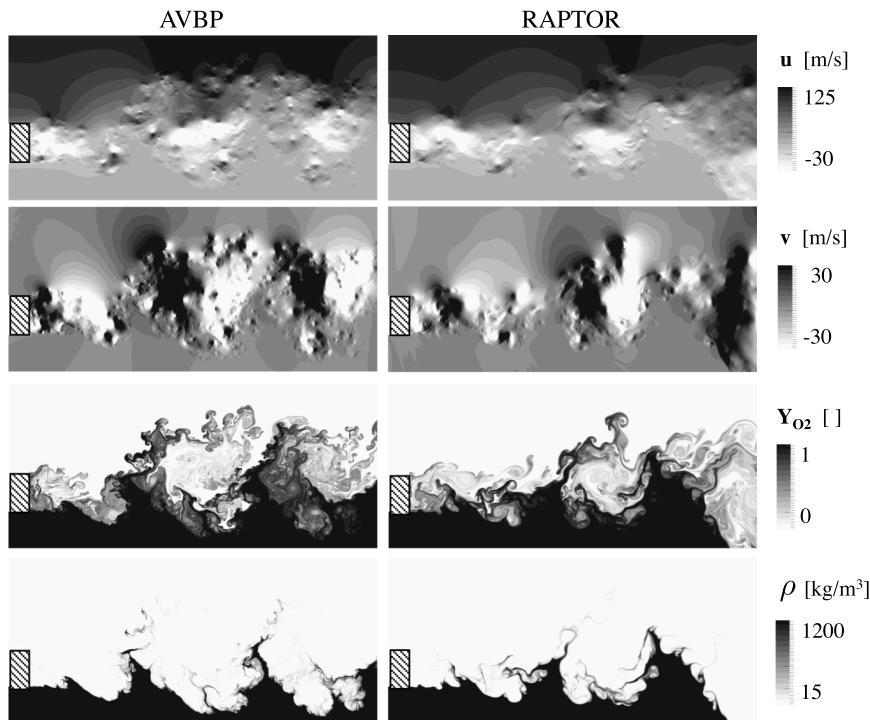 AVBP RAPTOR
u [m/s]
125
-30
v [m/s]
30
-30
Y_O2 [ ]
1
0
ρ [kg/m³]
1200
15